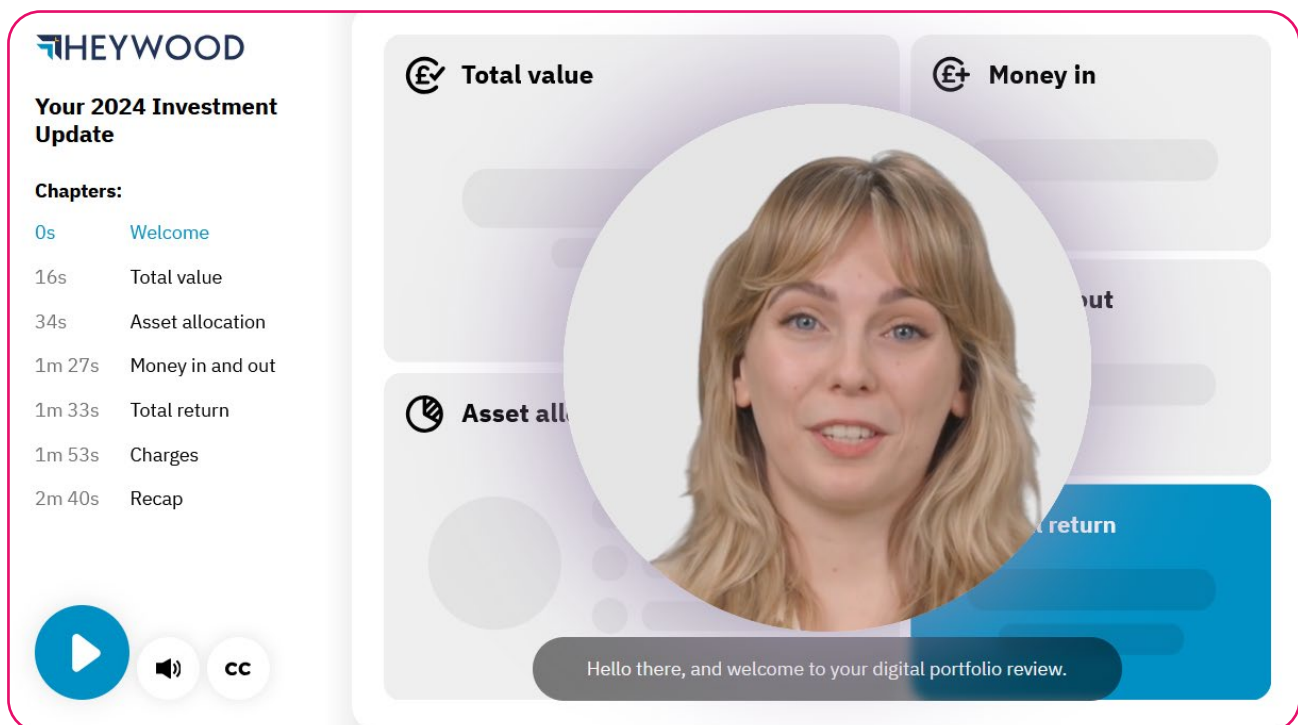 HEYWOOD
Your 2024 Investment
Update
Chapters:
0s Welcome
16s Total value
34s Asset allocation
1m 27s Money in and out
1m 33s Total return
1m 53s Charges
2m 40s Recap
CC
Total value
Money in
out
Asset all
return
Hello there, and welcome to your digital portfolio review.